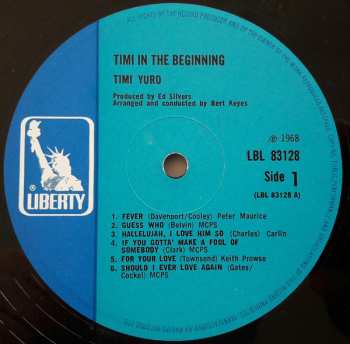 TIMI IN THE BEGINNING
TIMI YURO
Produced by Ed Silvers
Arranged and conducted by Bert Keyes
℗ 1968
LBL 83128
Side 1
(LBL 83128 A)
LIBERTY
1. FEVER (Davenport/Cooley) Peter Maurice
2. GUESS WHO (Belvin) MCPS
3. HALLELUJAH, I LOVE HIM SO (Charles) Carlin
4. IF YOU GOTTA' MAKE A FOOL OF
SOMEBODY (Clark) MCPS
5. FOR YOUR LOVE (Townsend) Keith Prowse
6. SHOULD I EVER LOVE AGAIN (Gates/
Cockel) MCPS